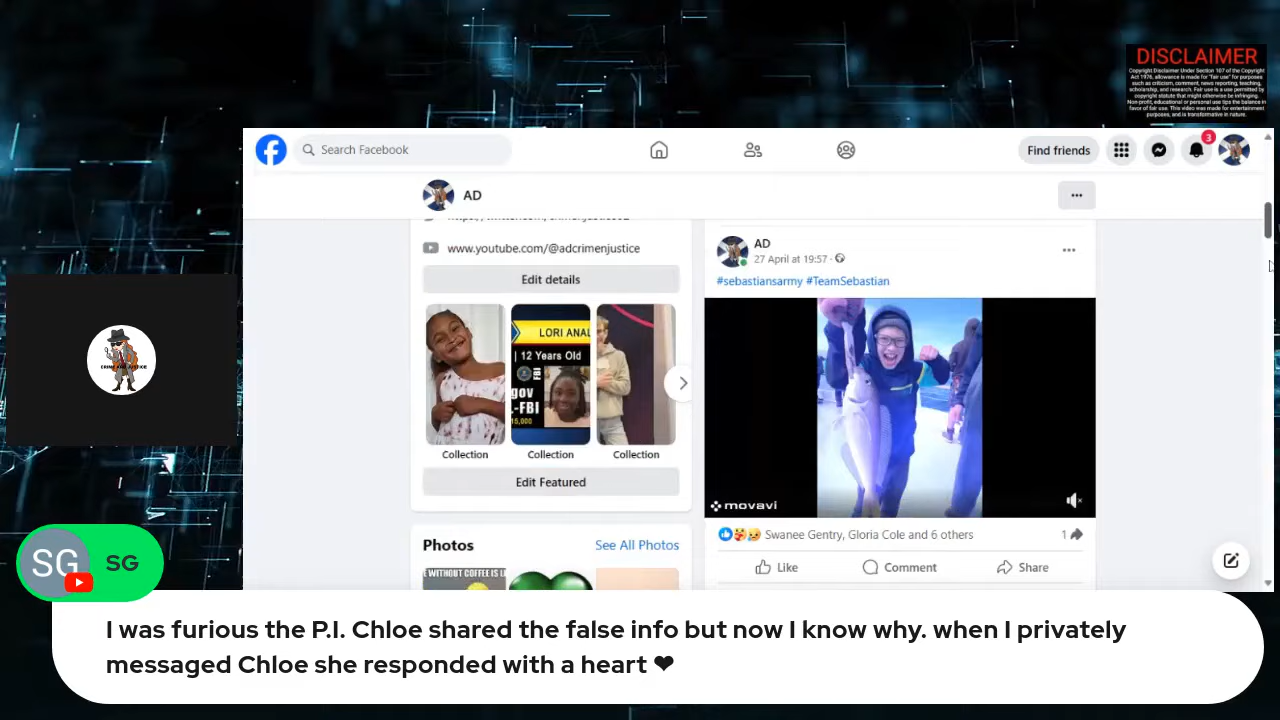 DISCLAIMER
Copyright Disclaimer Under Section 107 of the Copyright
Act 1976, allowance is made for "fair use" for purposes
such as criticism, comment, news reporting, teaching,
scholarship, and research. Fair use is a use permitted by
copyright statute that might otherwise be infringing.
Non-profit, educational or personal use tips the balance in
favor of fair use. This video was made for entertainment
purposes, and is transformative in nature.
Search Facebook
Find friends
3
AD
www.youtube.com/@adcrimenjustice
Edit details
LORI ANAL
| 12 Years Old
FBI
gov
-FBI
15,000
Collection
Collection
Collection
Edit Featured
Photos
See All Photos
E WITHOUT COFFEE IS LI
AD
27 April at 19:57 ·
#sebastiansarmy #TeamSebastian
movavi
Swanee Gentry, Gloria Cole and 6 others
1
Like
Comment
Share
CRIME AND JUSTICE
SG
SG
I was furious the P.I. Chloe shared the false info but now I know why. when I privately
messaged Chloe she responded with a heart ❤